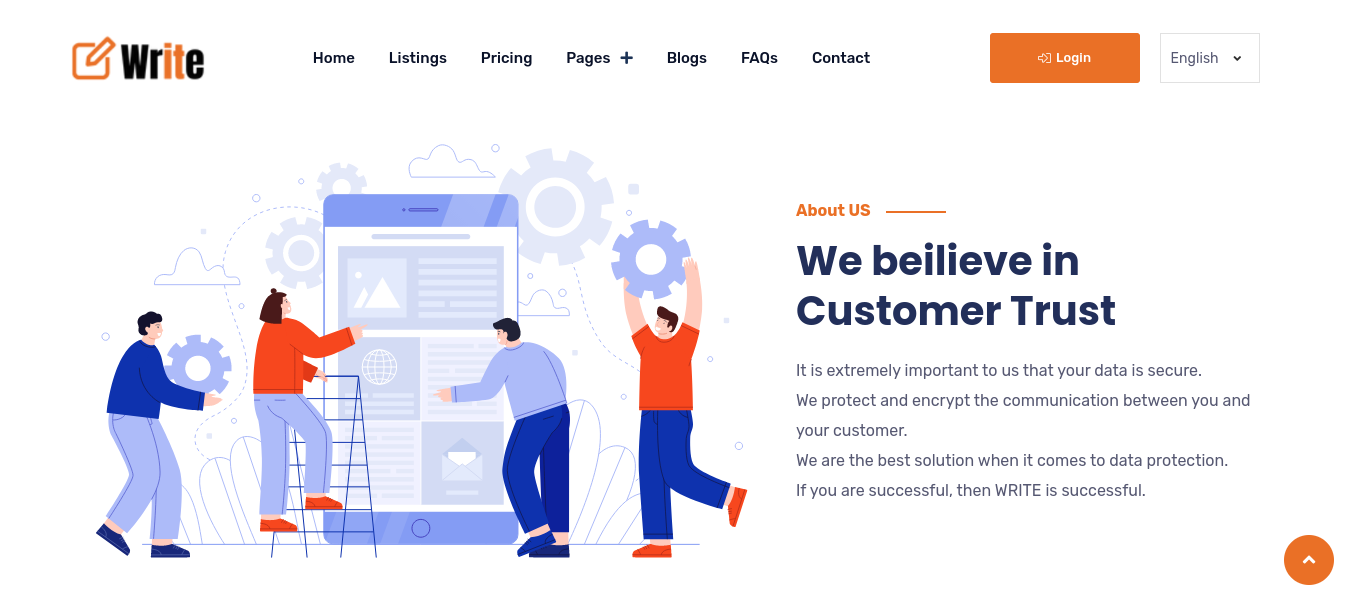 Write
Home Listings Pricing Pages + Blogs FAQs Contact
Login
English
About US
We beilieve in
Customer Trust
It is extremely important to us that your data is secure.
We protect and encrypt the communication between you and
your customer.
We are the best solution when it comes to data protection.
If you are successful, then WRITE is successful.